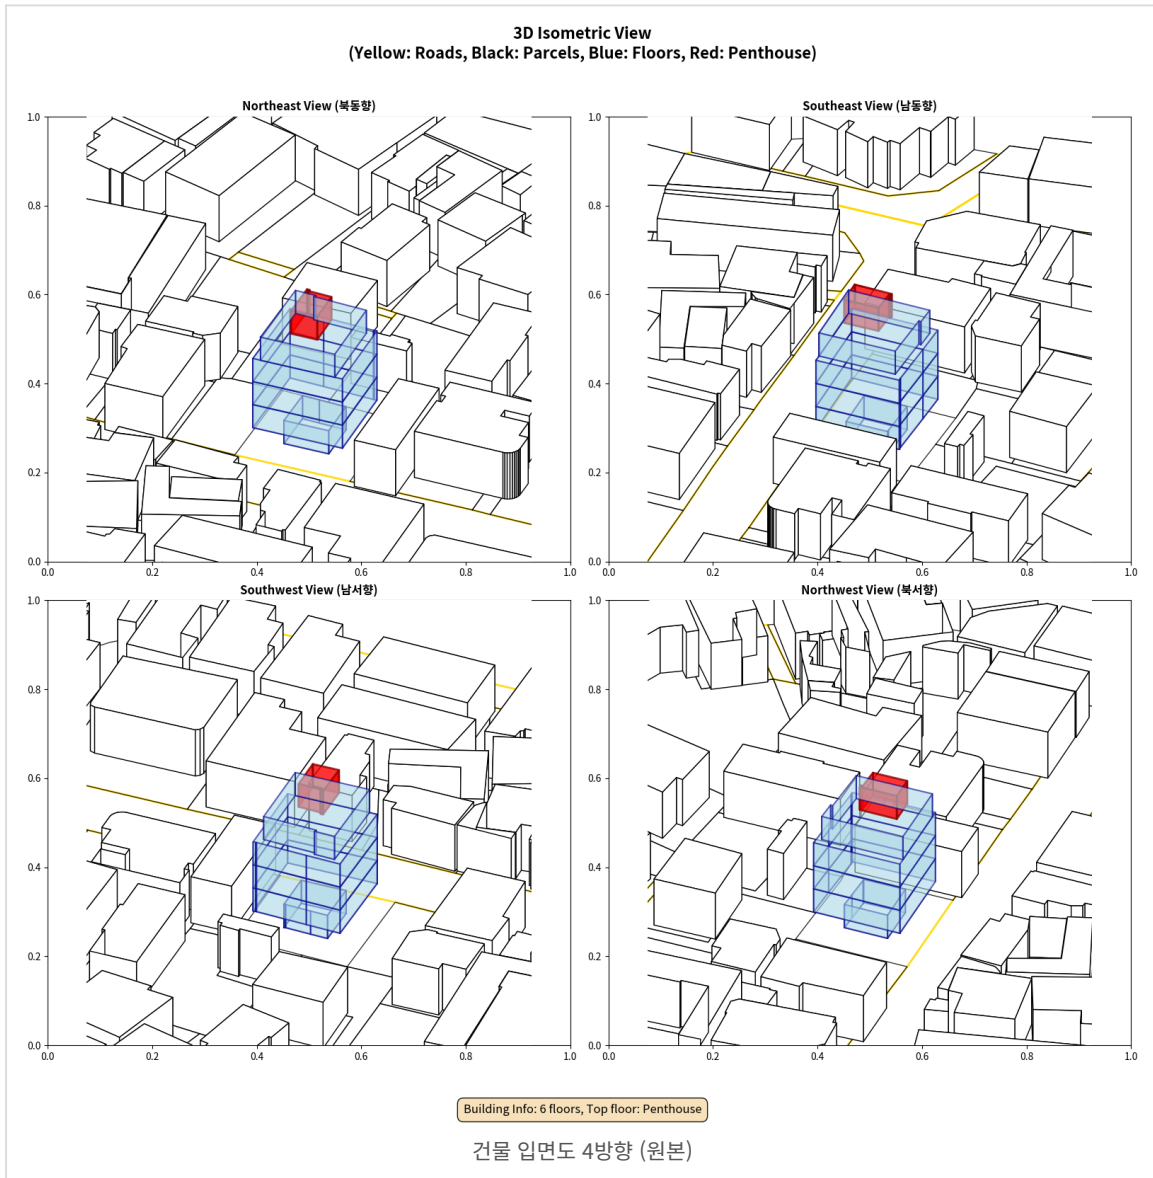 3D Isometric View
(Yellow: Roads, Black: Parcels, Blue: Floors, Red: Penthouse)
Northeast View (북동향)
1.0
0.8
0.6
0.4
0.2
0.0
0.0 0.2 0.4 0.6 0.8 1.0
Southeast View (남동향)
1.0
0.8
0.6
0.4
0.2
0.0
0.0 0.2 0.4 0.6 0.8 1.0
Southwest View (남서향)
1.0
0.8
0.6
0.4
0.2
0.0
0.0 0.2 0.4 0.6 0.8 1.0
Northwest View (북서향)
1.0
0.8
0.6
0.4
0.2
0.0
0.0 0.2 0.4 0.6 0.8 1.0
Building Info: 6 floors, Top floor: Penthouse
건물 입면도 4방향 (원본)